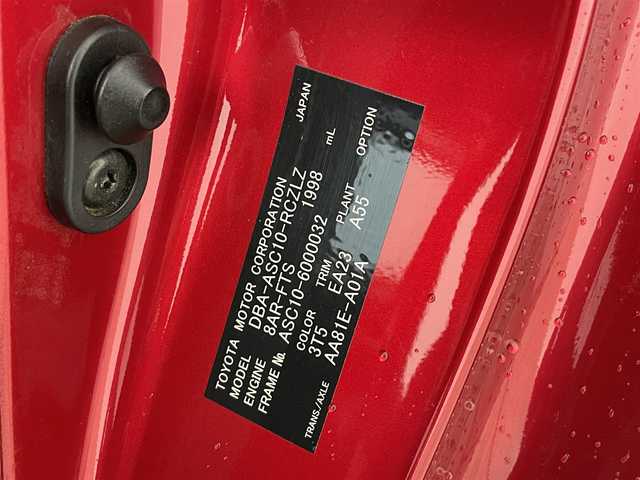 TOYOTA MOTOR CORPORATION JAPAN
MODEL DBA-ASC10-RCZLZ
ENGINE 8AR-FTS 1998 mL
FRAME No. ASC10-6000032
COLOR TRIM PLANT OPTION
3T5 EA23 A55
TRANS./AXLE AA81E-A01A